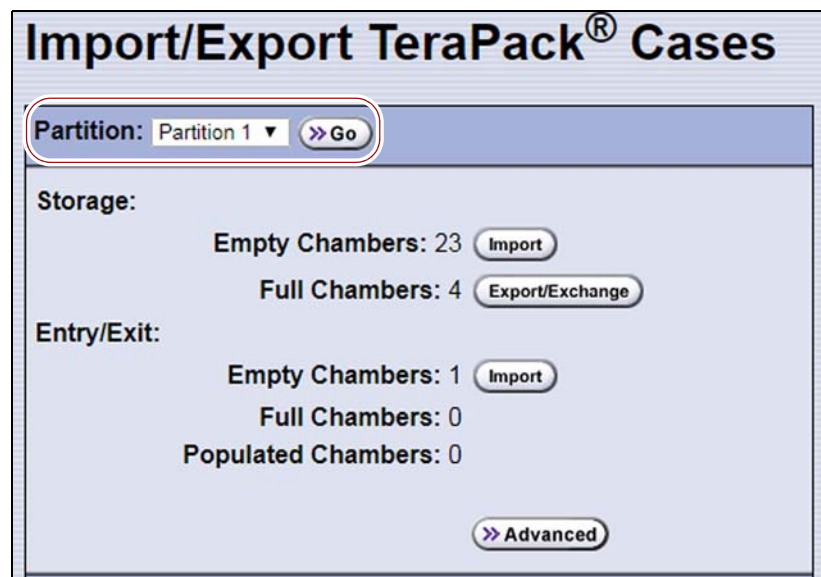 Import/Export TeraPack® Cases
Partition: Partition 1 ▼ >> Go
Storage:
Empty Chambers: 23 Import
Full Chambers: 4 Export/Exchange
Entry/Exit:
Empty Chambers: 1 Import
Full Chambers: 0
Populated Chambers: 0
>> Advanced